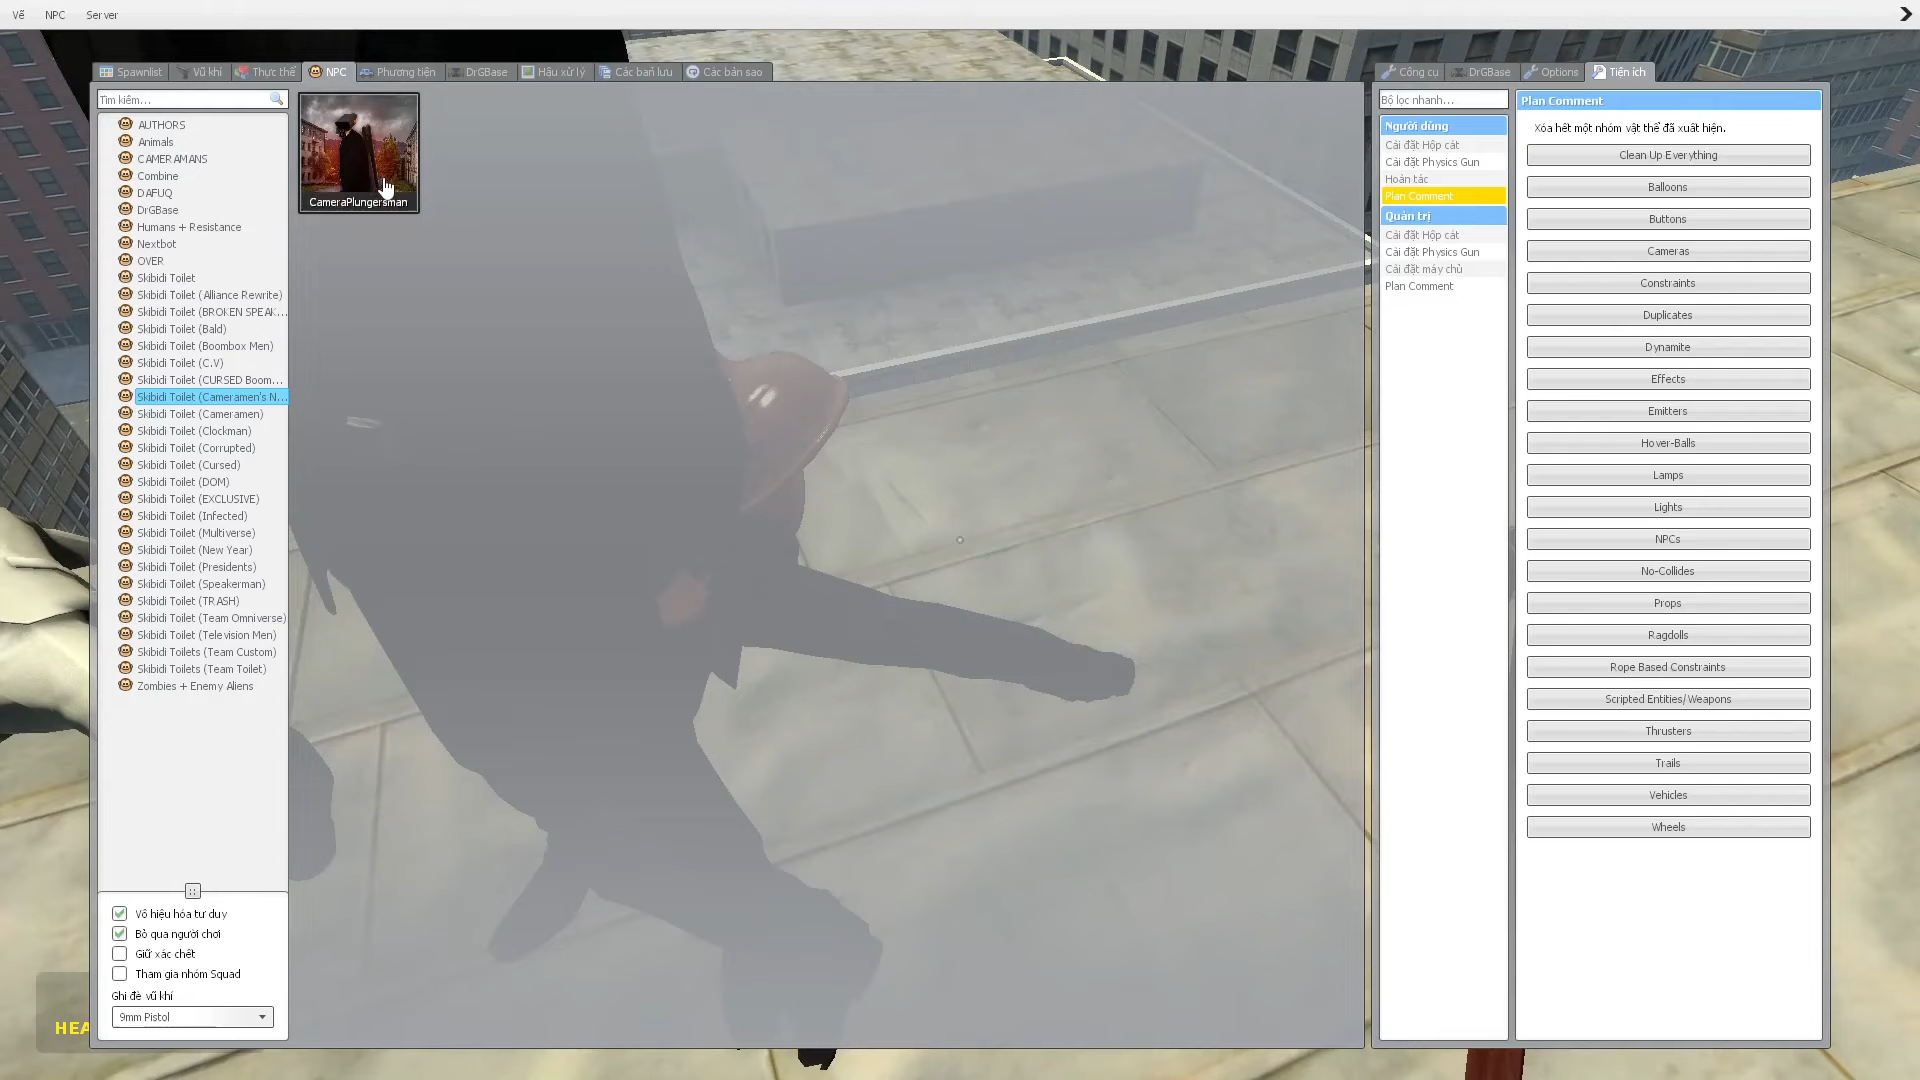 Vẽ NPC Server
Spawnlist Vũ khí Thực thể NPC Phương tiện DrGBase Hậu xử lý Các bản lưu Các bản sao
Công cụ DrGBase Options Tiện ích
Tìm kiếm...
AUTHORS
Animals
CAMERAMANS
Combine
DAFUQ
DrGBase
Humans + Resistance
Nextbot
OVER
Skibidi Toilet
Skibidi Toilet (Alliance Rewrite)
Skibidi Toilet (BROKEN SPEAK...
Skibidi Toilet (Bald)
Skibidi Toilet (Boombox Men)
Skibidi Toilet (C.V)
Skibidi Toilet (CURSED Boom...
Skibidi Toilet (Cameramen's N...
Skibidi Toilet (Cameramen)
Skibidi Toilet (Clockman)
Skibidi Toilet (Corrupted)
Skibidi Toilet (Cursed)
Skibidi Toilet (DOM)
Skibidi Toilet (EXCLUSIVE)
Skibidi Toilet (Infected)
Skibidi Toilet (Multiverse)
Skibidi Toilet (New Year)
Skibidi Toilet (Presidents)
Skibidi Toilet (Speakerman)
Skibidi Toilet (TRASH)
Skibidi Toilet (Team Omniverse)
Skibidi Toilet (Television Men)
Skibidi Toilets (Team Custom)
Skibidi Toilets (Team Toilet)
Zombies + Enemy Aliens
Vô hiệu hóa tư duy
Bỏ qua người chơi
Giữ xác chết
Tham gia nhóm Squad
Ghi đè vũ khí
9mm Pistol
HEA
CameraPlungersman
Bộ lọc nhanh...
Người dùng
Cài đặt Hộp cát
Cài đặt Physics Gun
Hoàn tác
Plan Comment
Quản trị
Cài đặt Hộp cát
Cài đặt Physics Gun
Cài đặt máy chủ
Plan Comment
Plan Comment
Xóa hết một nhóm vật thể đã xuất hiện.
Clean Up Everything
Balloons
Buttons
Cameras
Constraints
Duplicates
Dynamite
Effects
Emitters
Hover-Balls
Lamps
Lights
NPCs
No-Collides
Props
Ragdolls
Rope Based Constraints
Scripted Entities/Weapons
Thrusters
Trails
Vehicles
Wheels